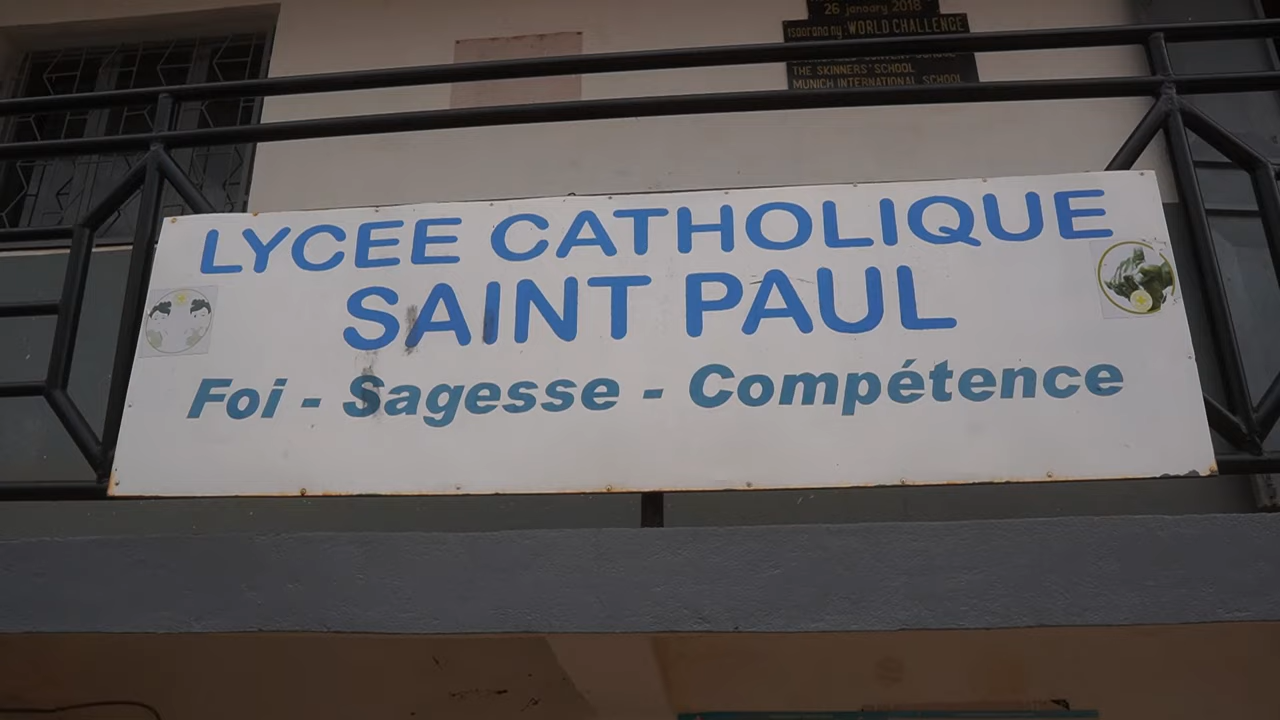 26 january 2018
WORLD CHALLENGE
THE SKINNERS' SCHOOL
MUNICH INTERNATIONAL SCHOOL
LYCEE CATHOLIQUE
SAINT PAUL
Foi - Sagesse - Compétence